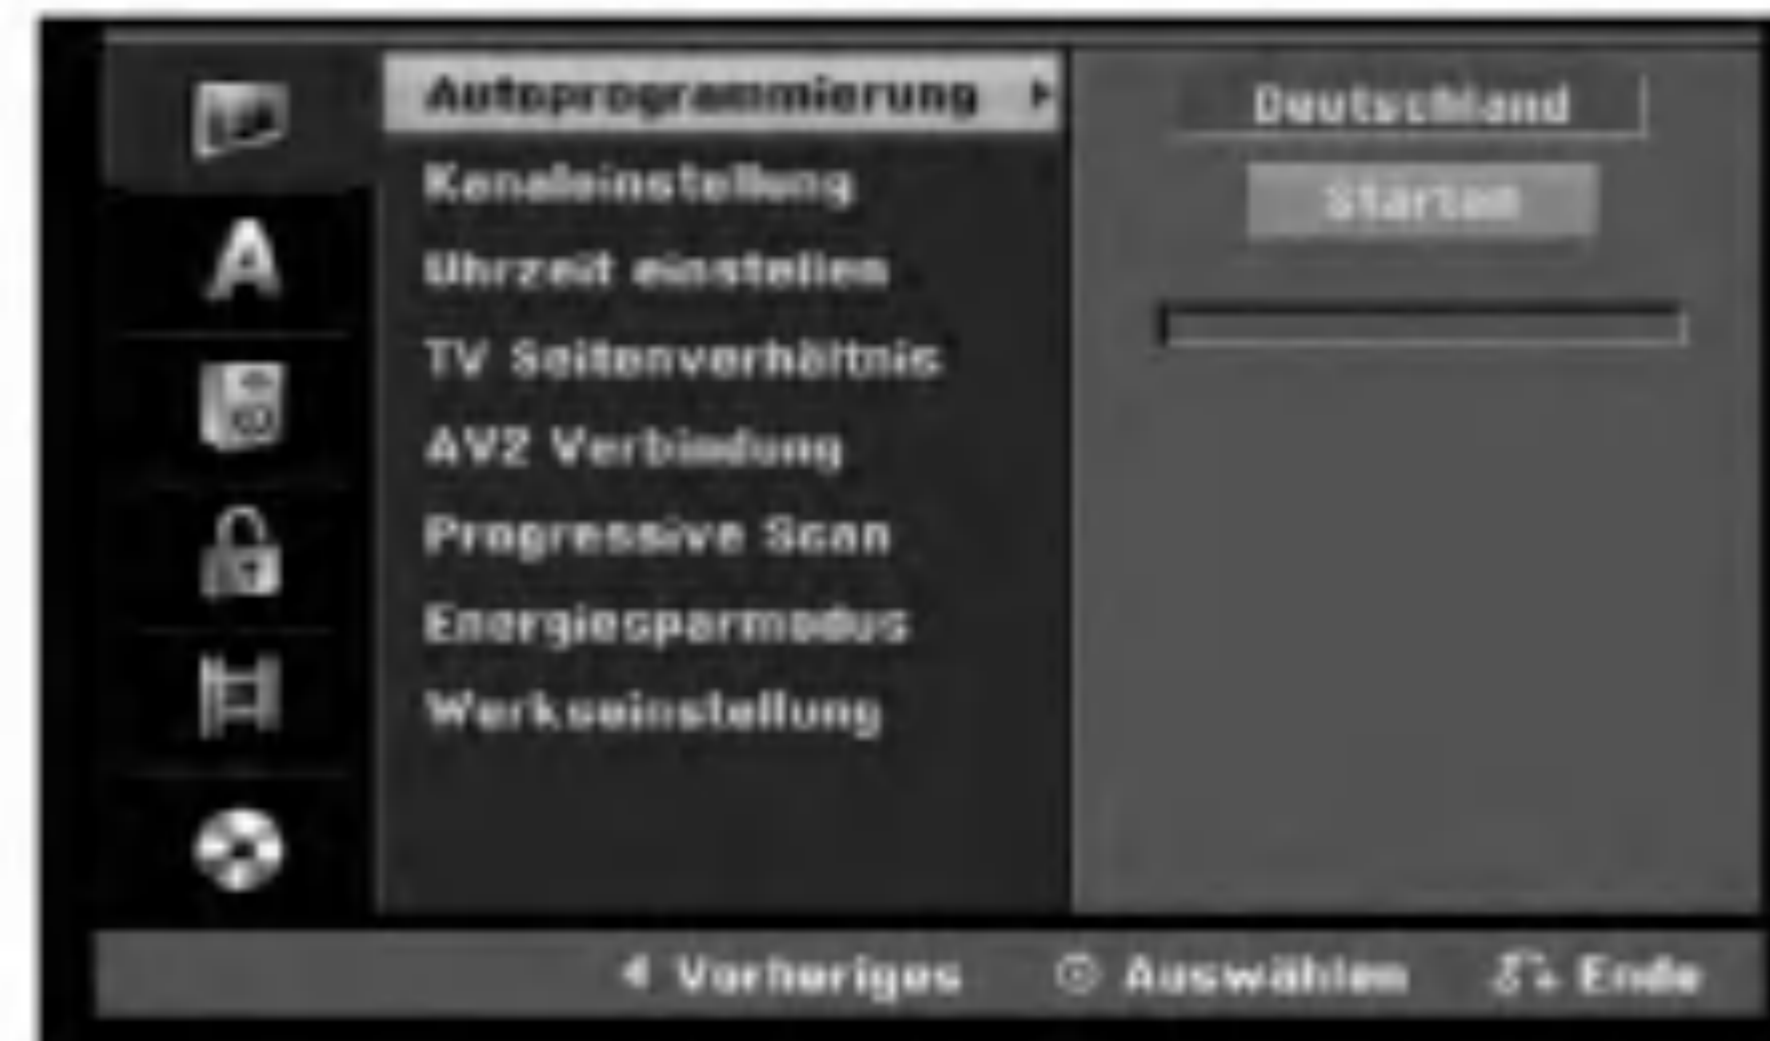 Autoprogrammierung
Kanaleinstellung
Uhrzeit einstellen
TV Seitenverhältnis
AV2 Verbindung
Progressive Scan
Energiesparmodus
Werkseinstellung
Deutschland
Starten
Vorheriges
Auswählen
Ende